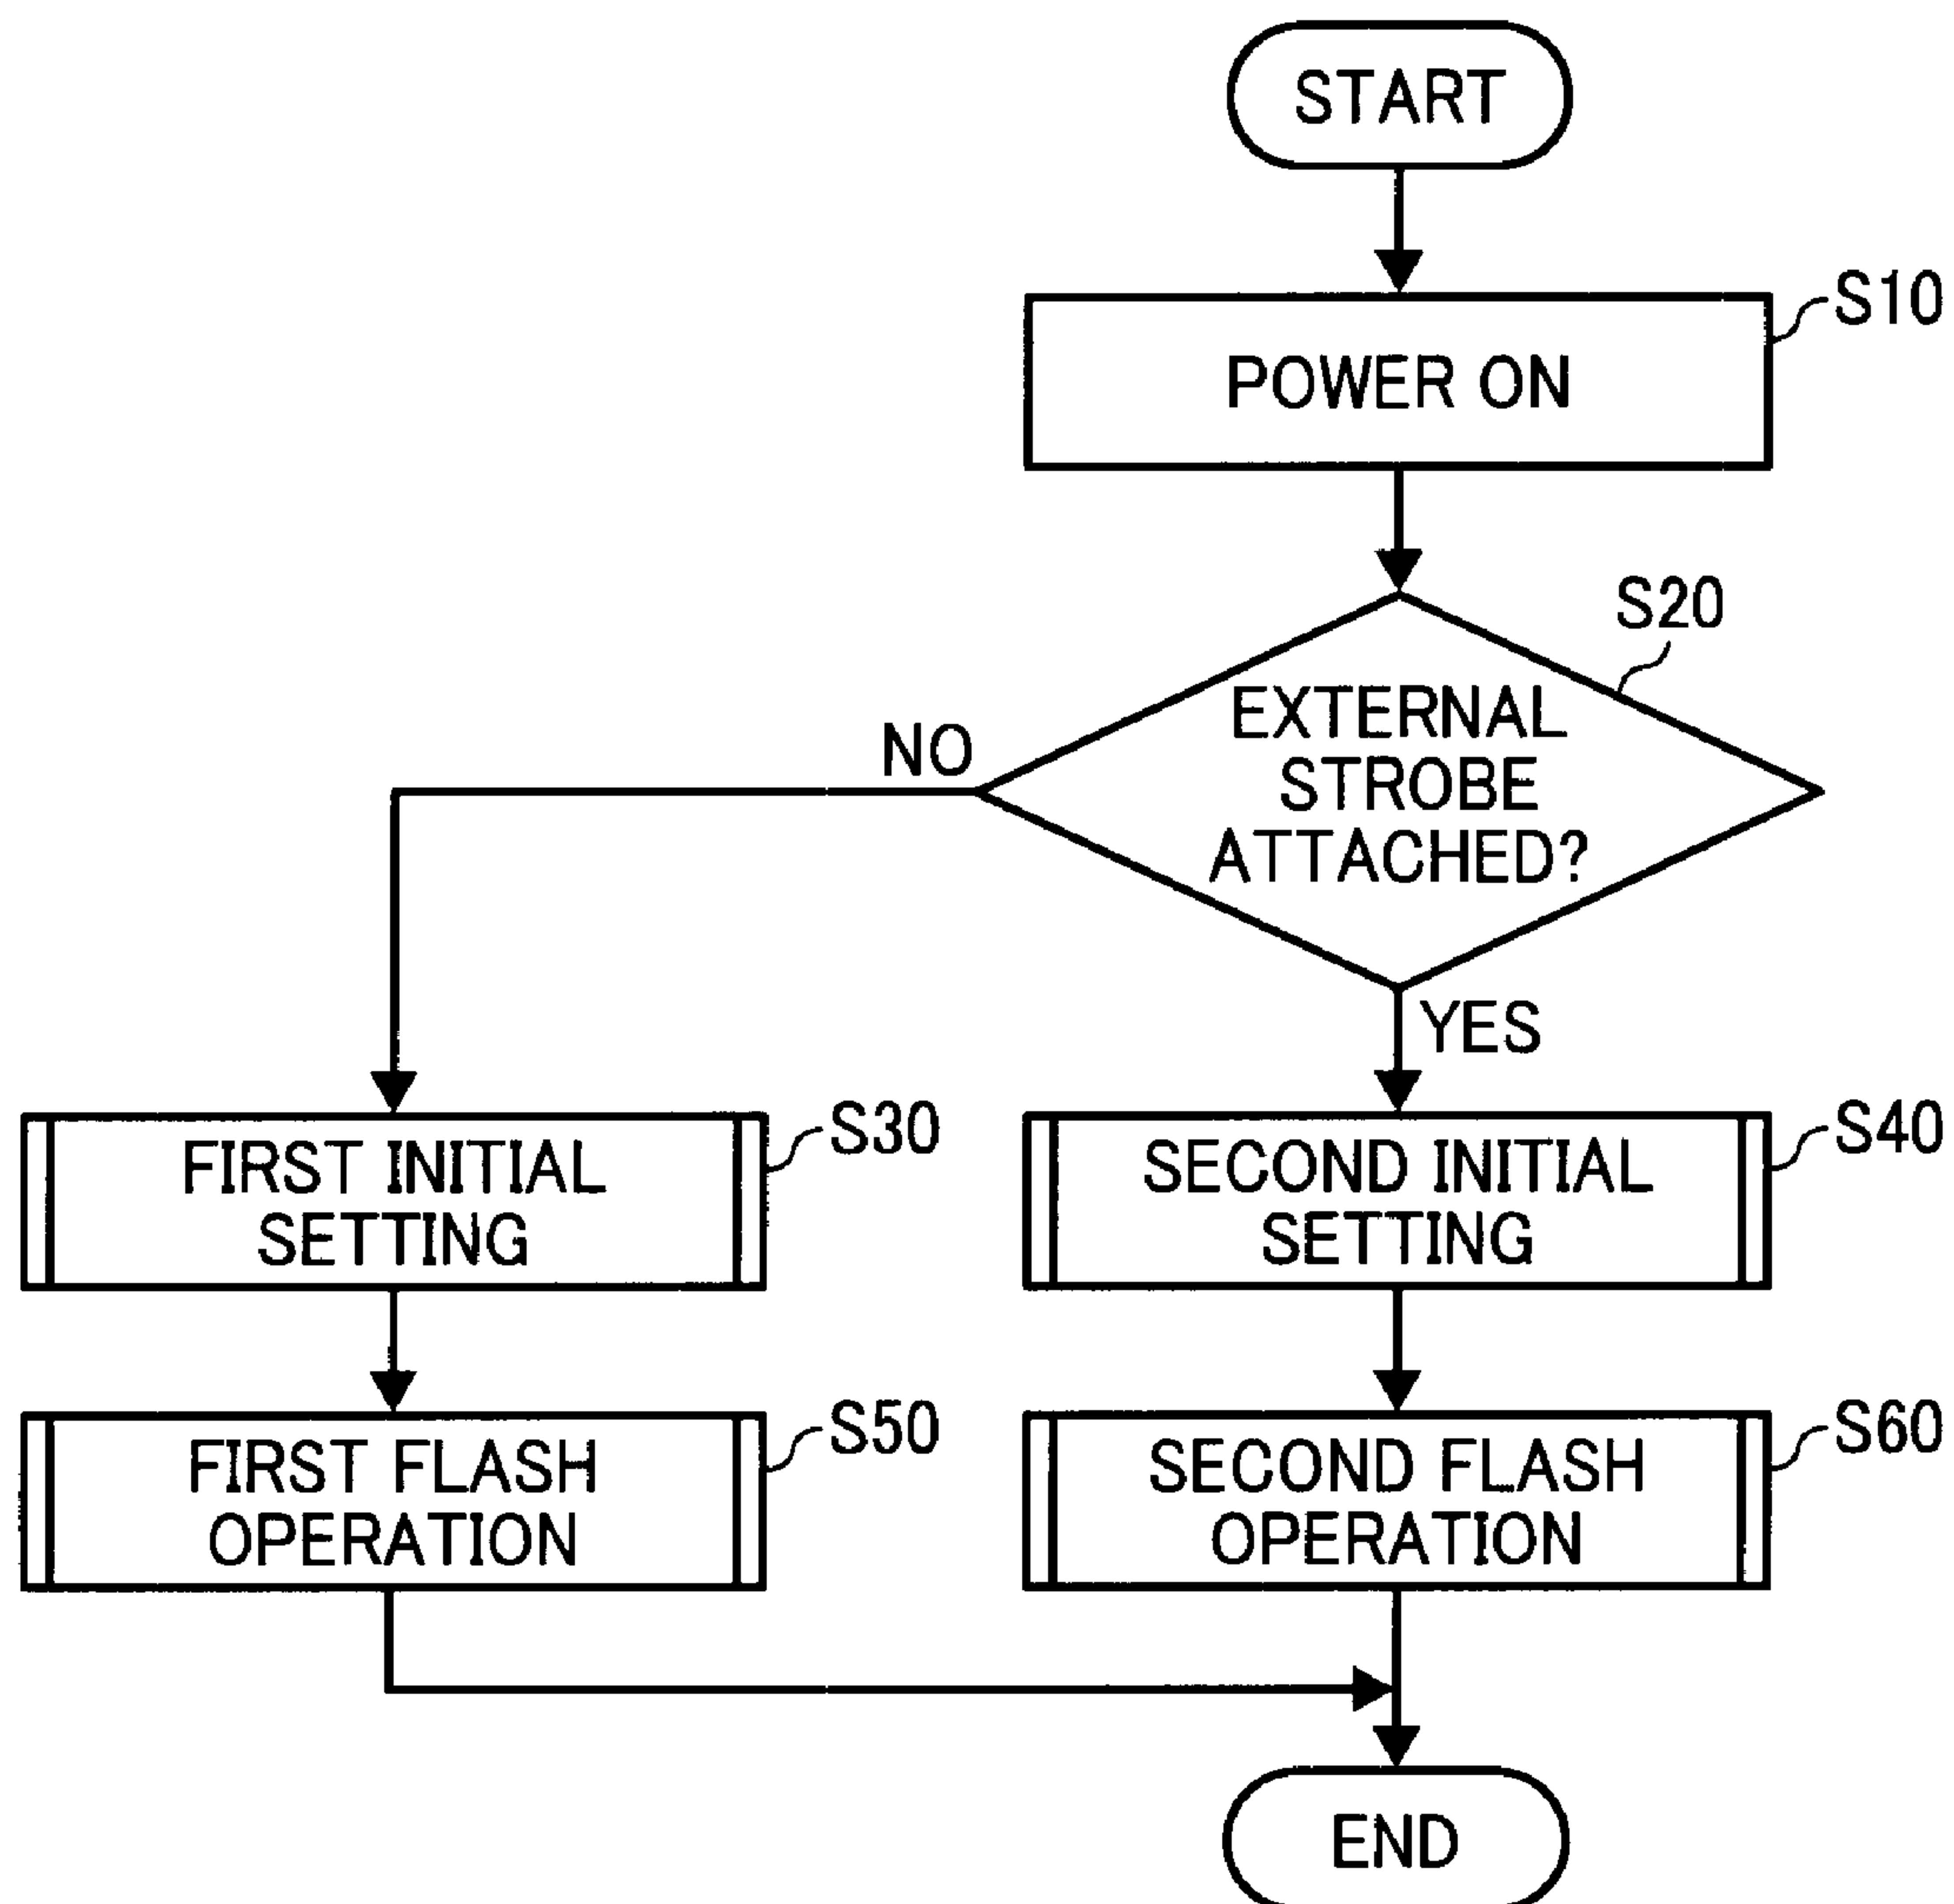 START
S10
POWER ON
S20
EXTERNAL
STROBE
ATTACHED?
NO
YES
S30
FIRST INITIAL
SETTING
S40
SECOND INITIAL
SETTING
S50
FIRST FLASH
OPERATION
S60
SECOND FLASH
OPERATION
END